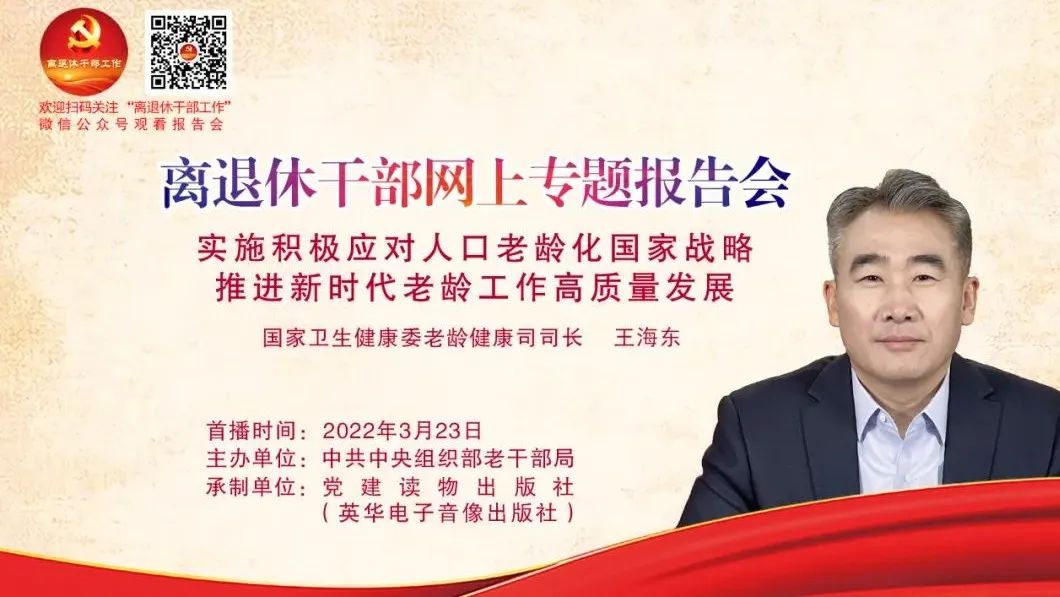 离退休干部工作
欢迎扫码关注“离退休干部工作”
微信公众号观看报告会
离退休干部网上专题报告会
实施积极应对人口老龄化国家战略
推进新时代老龄工作高质量发展
国家卫生健康委老龄健康司司长 王海东
首播时间：2022年3月23日
主办单位：中共中央组织部老干部局
承制单位：党建读物出版社
（英华电子音像出版社）